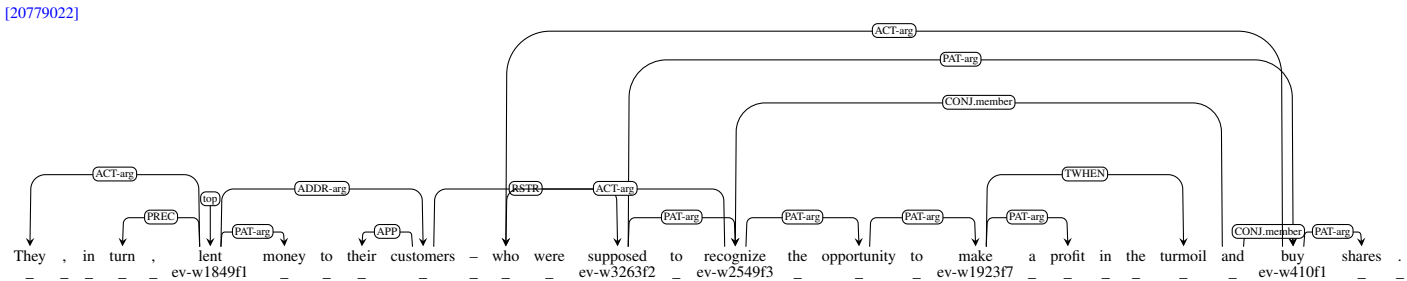 [20779022]
ACT-arg
PAT-arg
CONJ.member
ACT-arg TWHEN
top ADDR-arg RSTR ACT-arg
PREC PAT-arg APP PAT-arg PAT-arg PAT-arg PAT-arg CONJ.member PAT-arg
They , in turn , lent money to their customers – who were supposed to recognize the opportunity to make a profit in the turmoil and buy shares .
_ _ _ _ _ ev-w1849f1 _ _ _ _ _ _ _ ev-w3263f2 _ ev-w2549f3 _ _ _ ev-w1923f7 _ _ _ _ _ _ ev-w410f1 _ _